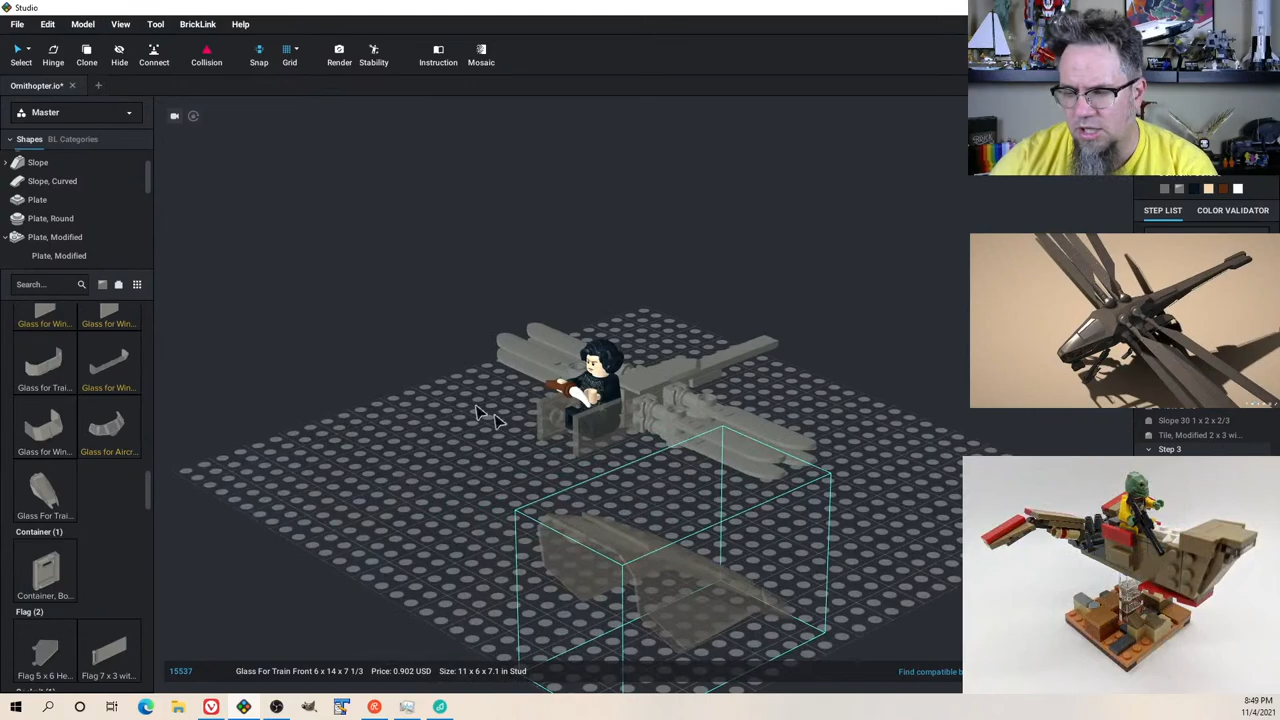 Studio
File Edit Model View Tool BrickLink Help
Select Hinge Clone Hide Connect Collision Snap Grid Render Stability Instruction Mosaic
Ornithopter.io*
Master
Shapes BL Categories
Slope
Slope, Curved
Plate
Plate, Round
Plate, Modified
Plate, Modified
Search...
Glass for Win... Glass for Win...
Glass for Trai... Glass for Win...
Glass for Win... Glass for Aircr...
Glass For Trai...
Container (1)
Container, Bo...
Flag (2)
Flag 5 x 6 He... Flag 7 x 3 wit...
STEP LIST COLOR VALIDATOR
Slope 30 1 x 2 x 2/3
Tile, Modified 2 x 3 wi...
Step 3
15537 Glass For Train Front 6 x 14 x 7 1/3 Price: 0.902 USD Size: 11 x 6 x 7.1 in Stud
Find compatible b
8:49 PM
11/4/2021